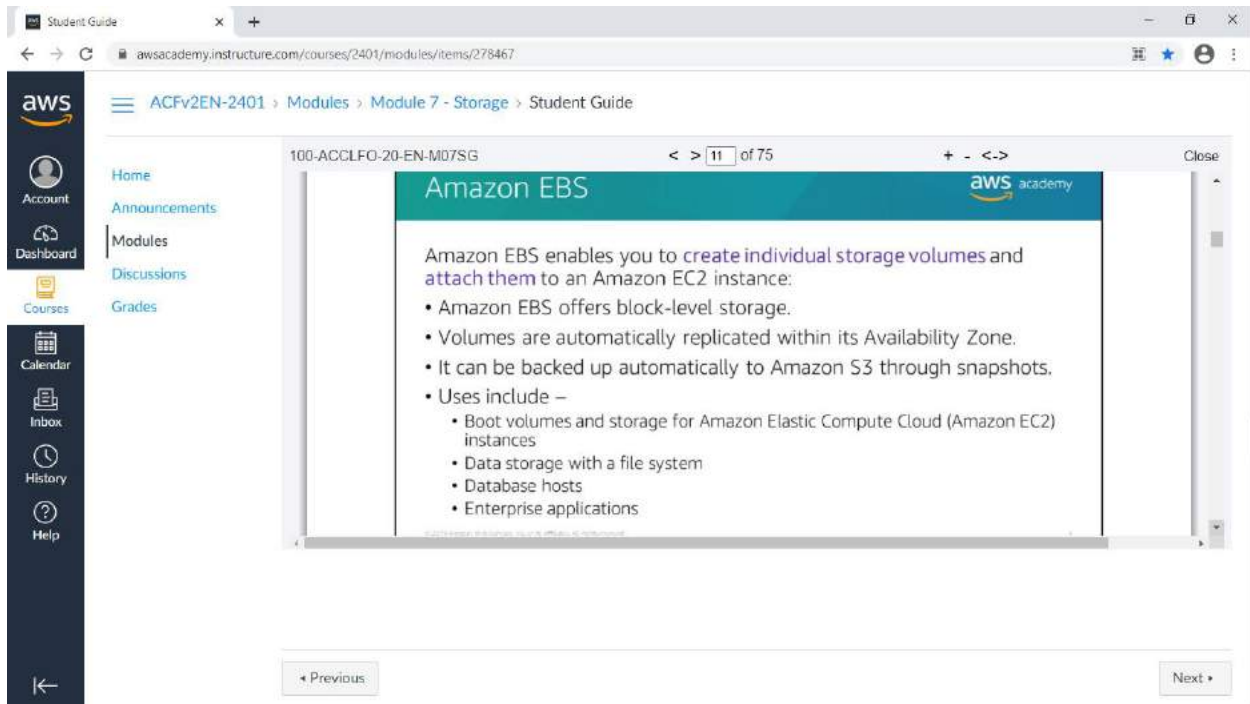 Student Guide
awsacademy.instructure.com/courses/2401/modules/items/278467
aws
ACFv2EN-2401 › Modules › Module 7 - Storage › Student Guide
Account
Dashboard
Courses
Calendar
Inbox
History
Help
Home
Announcements
Modules
Discussions
Grades
100-ACCLFO-20-EN-M07SG < > 11 of 75 + - <-> Close
Amazon EBS
aws academy
Amazon EBS enables you to create individual storage volumes and
attach them to an Amazon EC2 instance:
• Amazon EBS offers block-level storage.
• Volumes are automatically replicated within its Availability Zone.
• It can be backed up automatically to Amazon S3 through snapshots.
• Uses include –
• Boot volumes and storage for Amazon Elastic Compute Cloud (Amazon EC2)
instances
• Data storage with a file system
• Database hosts
• Enterprise applications
◂ Previous
Next ▸